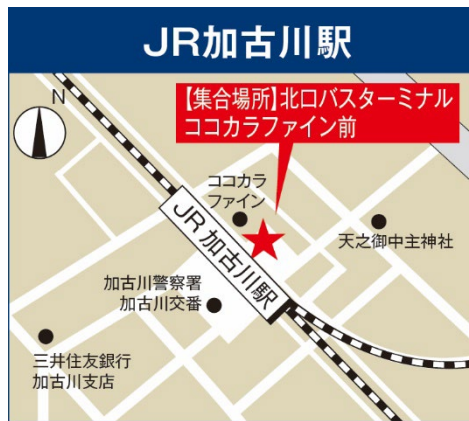 JR加古川駅
N
【集合場所】北口バスターミナル
ココカラファイン前
ココカラ
ファイン
JR 加古川駅
天之御中主神社
加古川警察署
加古川交番
三井住友銀行
加古川支店